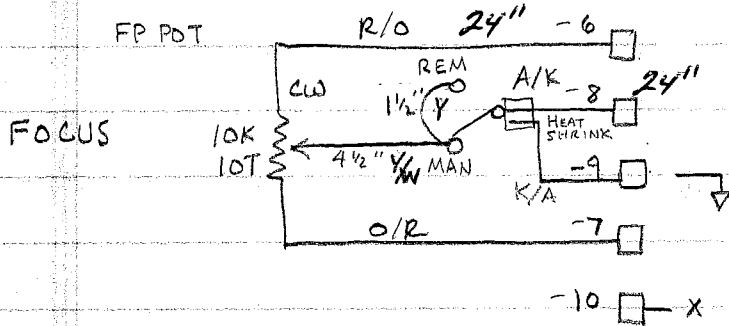 FP POT R/O 24" -6
REM A/K
CW 1½" Y -8 24"
FOCUS 10K HEAT
10T SHRINK
4½" MAN -9
K/A
O/R -7
-10 X